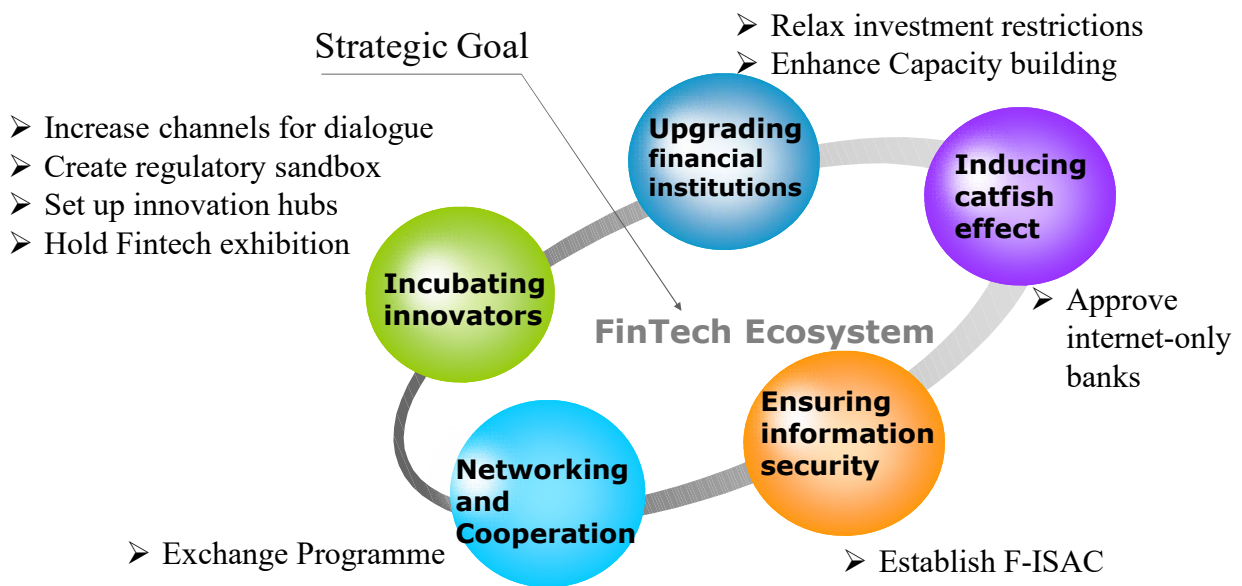 Strategic Goal
➢ Relax investment restrictions
➢ Enhance Capacity building
➢ Increase channels for dialogue
➢ Create regulatory sandbox
➢ Set up innovation hubs
➢ Hold Fintech exhibition
Upgrading
financial
institutions
Inducing
catfish
effect
Incubating
innovators
➢ Approve
internet-only
banks
FinTech Ecosystem
Ensuring
information
security
Networking
and
Cooperation
➢ Exchange Programme
➢ Establish F-ISAC